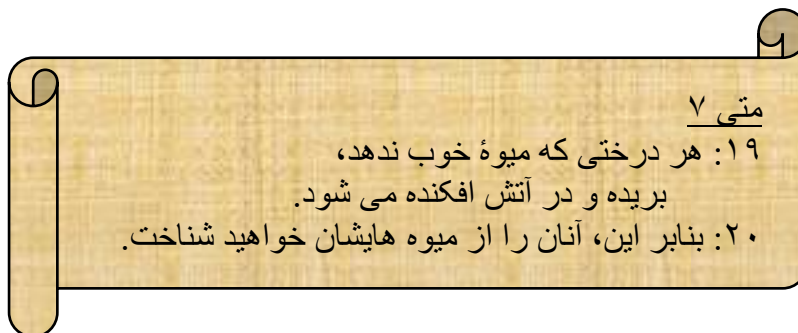 متی ۷
۱۹: هر درختی که میوۀ خوب ندهد،
بریده و در آتش افکنده می شود.
۲۰: بنابر این، آنان را از میوه هایشان خواهید شناخت.